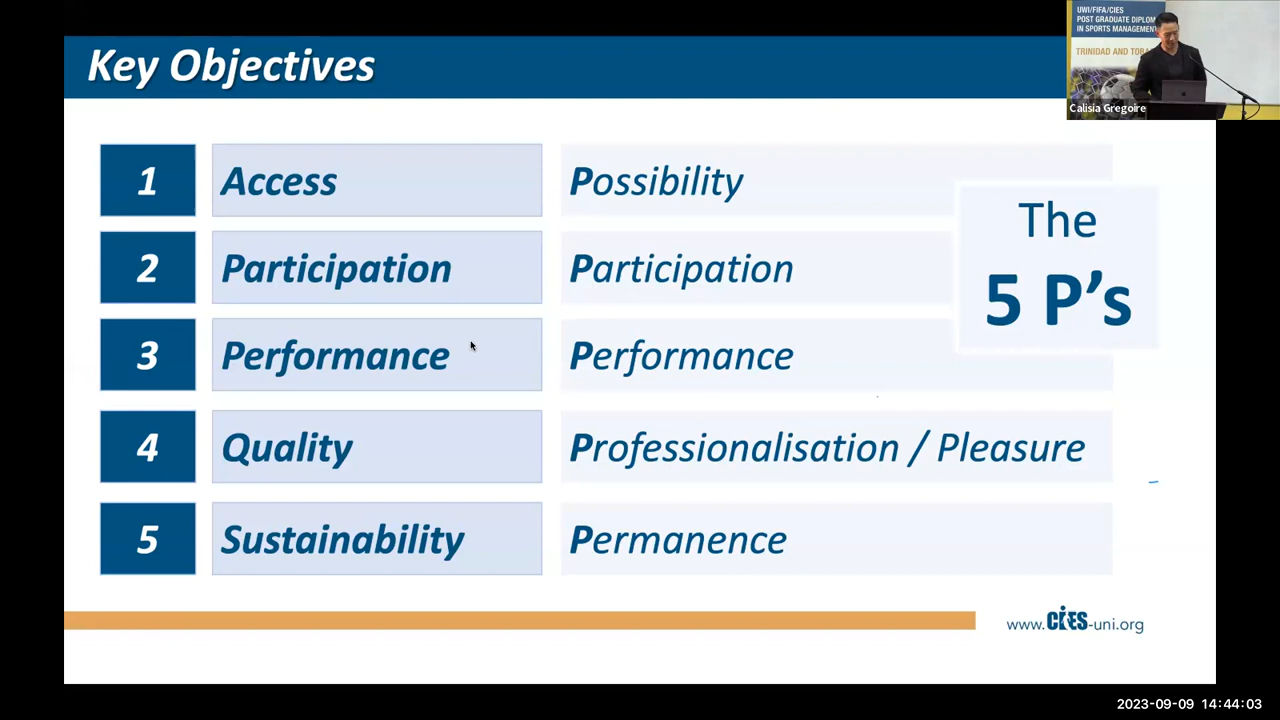 Key Objectives
UWI/FIFA/CIES
POST GRADUATE DIPLOM
IN SPORTS MANAGEMENT
TRINIDAD AND TOBA
Calisia Gregoire
1 Access Possibility
2 Participation Participation
3 Performance Performance
4 Quality Professionalisation / Pleasure
5 Sustainability Permanence
The
5 P's
www.CIES-uni.org
2023-09-09 14:44:03